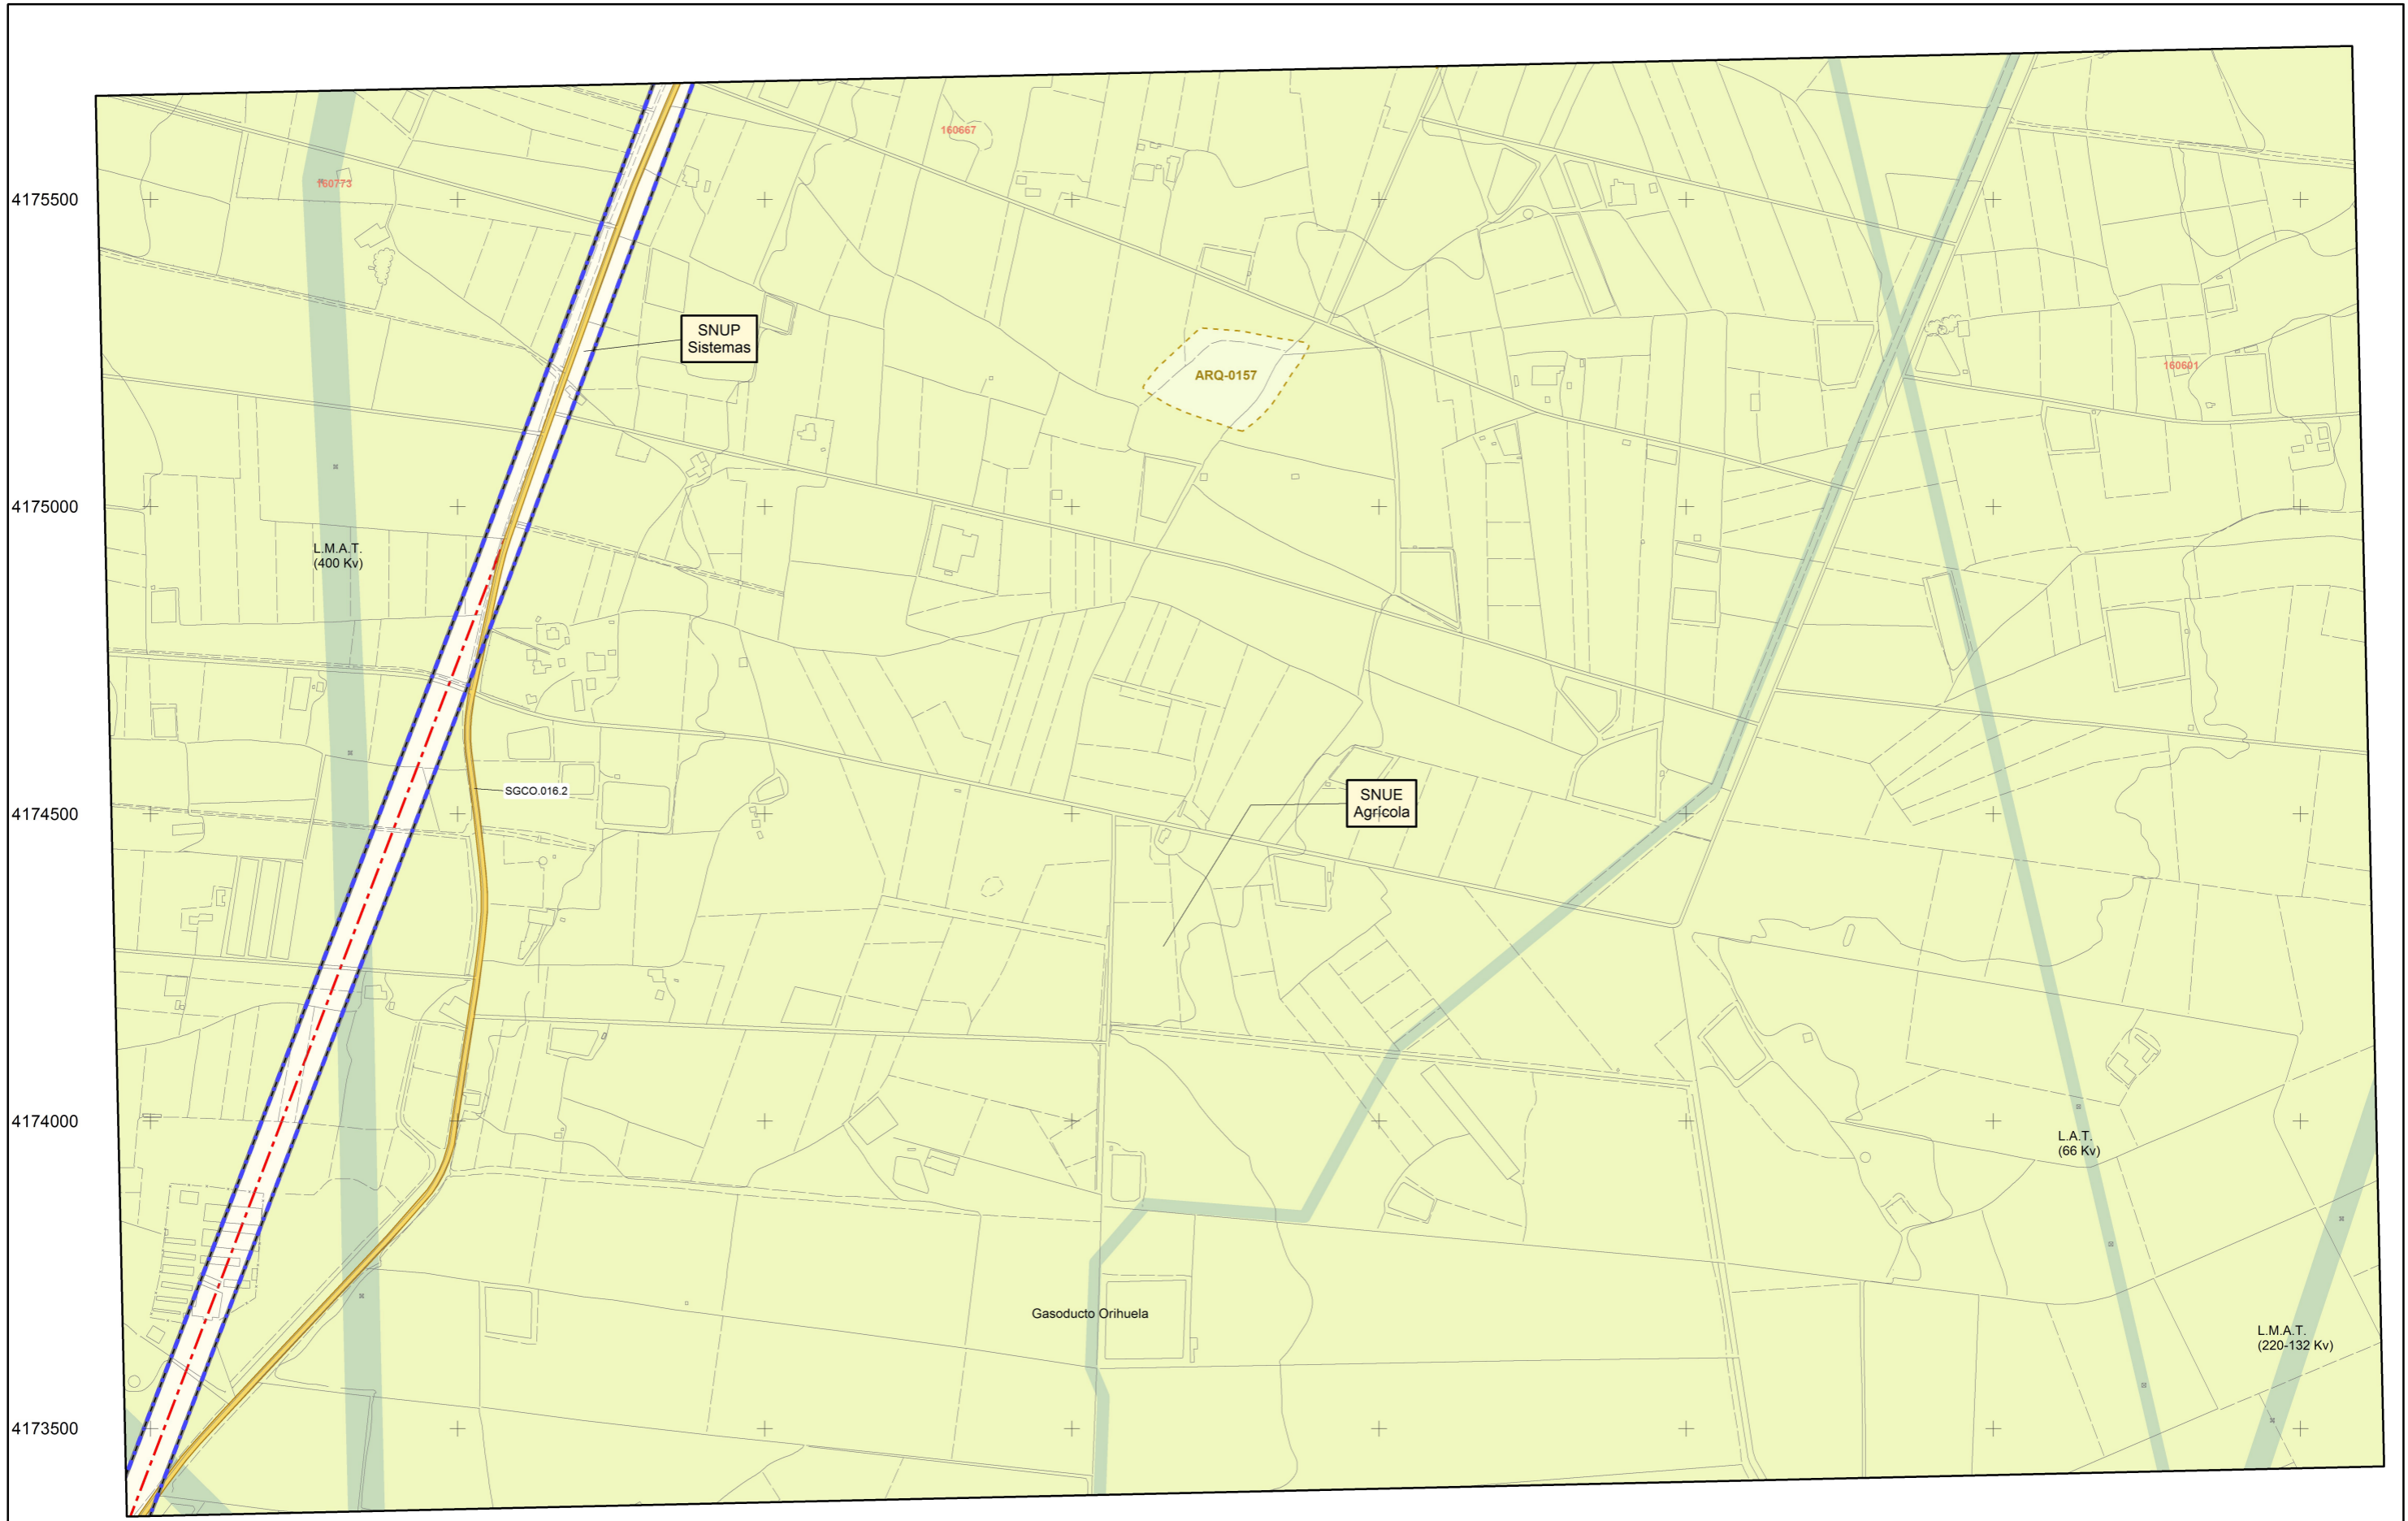 160667
160773
4175500
SNUP
Sistemas
160601
ARQ-0157
4175000
L.M.A.T.
(400 Kv)
SGCO.016.2
SNUE
Agrícola
4174500
4174000
L.A.T.
(66 Kv)
Gasoducto Orihuela
L.M.A.T.
(220-132 Kv)
4173500